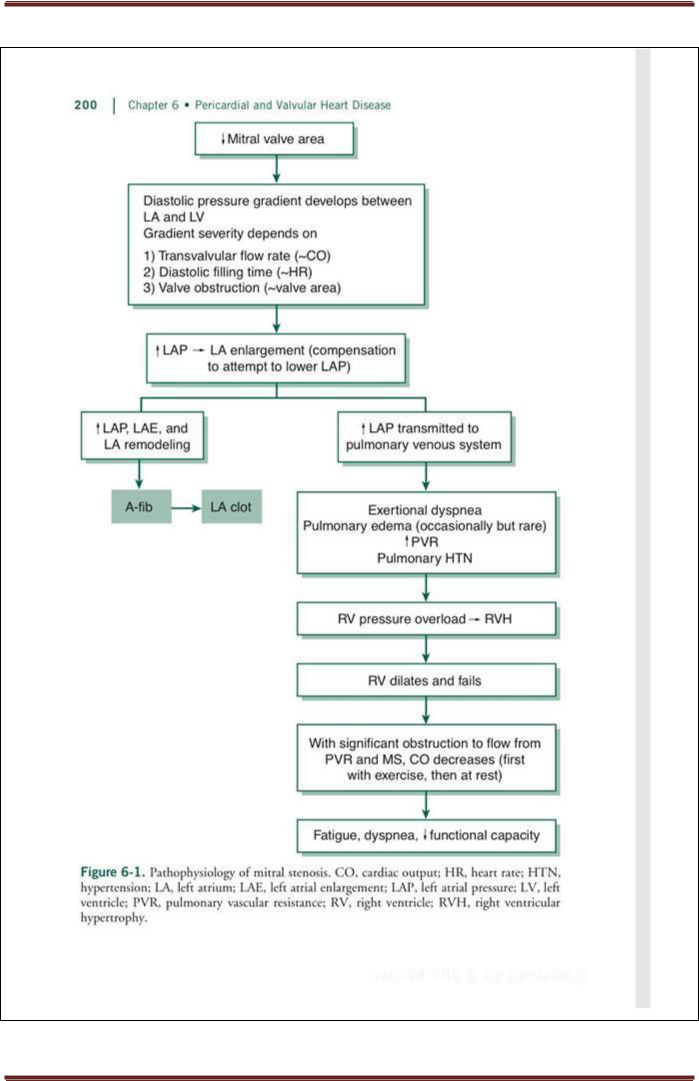 200 | Chapter 6 • Pericardial and Valvular Heart Disease
↓Mitral valve area
Diastolic pressure gradient develops between
LA and LV
Gradient severity depends on
1) Transvalvular flow rate (~CO)
2) Diastolic filling time (~HR)
3) Valve obstruction (~valve area)
↑LAP → LA enlargement (compensation
to attempt to lower LAP)
↑LAP, LAE, and
LA remodeling
A-fib
LA clot
↑LAP transmitted to
pulmonary venous system
Exertional dyspnea
Pulmonary edema (occasionally but rare)
↑PVR
Pulmonary HTN
RV pressure overload → RVH
RV dilates and fails
With significant obstruction to flow from
PVR and MS, CO decreases (first
with exercise, then at rest)
Fatigue, dyspnea, ↓functional capacity
Figure 6-1. Pathophysiology of mitral stenosis. CO, cardiac output; HR, heart rate; HTN,
hypertension; LA, left atrium; LAE, left atrial enlargement; LAP, left atrial pressure; LV, left
ventricle; PVR, pulmonary vascular resistance; RV, right ventricle; RVH, right ventricular
hypertrophy.